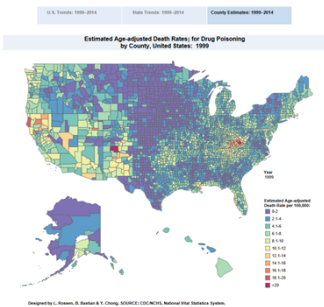 U.S. Trends: 1999-2014
Rate Trends: 1999-2014
County Estimates: 1999-2014
Estimated Age-adjusted Death Rates; for Drug Poisoning
by County, United States: 1999
Year
1999
Estimated Age-adjusted
Death Rate per 100,000:
0-2
2.1-4
4.1-6
6.1-8
8.1-10
10.1-12
12.1-14
14.1-16
16.1-18
18.1-20
>20
Designed by L. Rossen, B. Bastian & Y. Chong. SOURCE: CDC/NCHS, National Vital Statistics System.